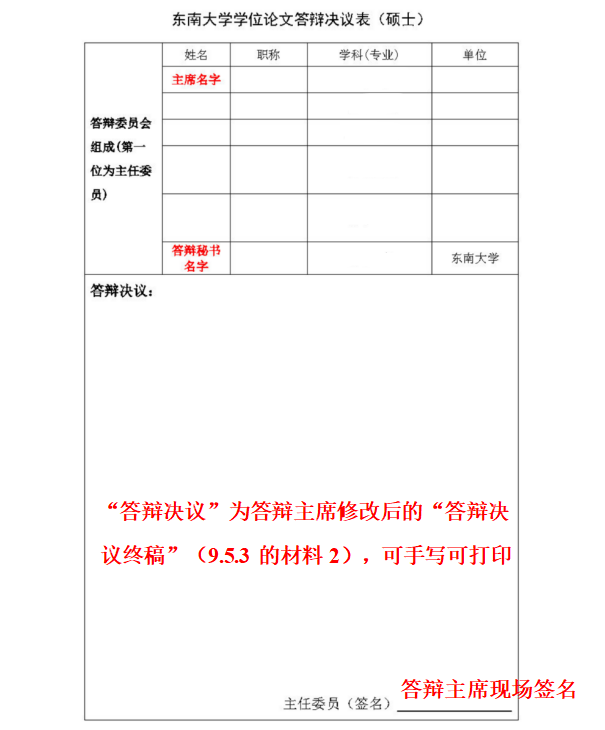 东南大学学位论文答辩决议表（硕士）
姓名 职称 学科(专业) 单位
主席名字
答辩委员会
组成(第一
位为主任委
员)
答辩秘书
名字
东南大学
答辩决议：
“答辩决议”为答辩主席修改后的“答辩决
议终稿”（9.5.3 的材料 2），可手写可打印
答辩主席现场签名
主任委员（签名）